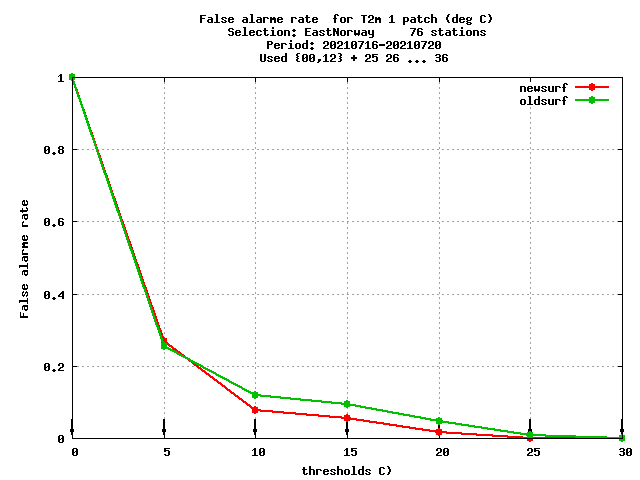 False alarme rate  for T2m 1 patch (deg C)
Selection: EastNorway     76 stations
Period: 20210716-20210720
Used {00,12} + 25 26 ... 36
newsurf
oldsurf
1
0.8
0.6
0.4
0.2
0
False alarme rate
0 5 10 15 20 25 30
thresholds C)